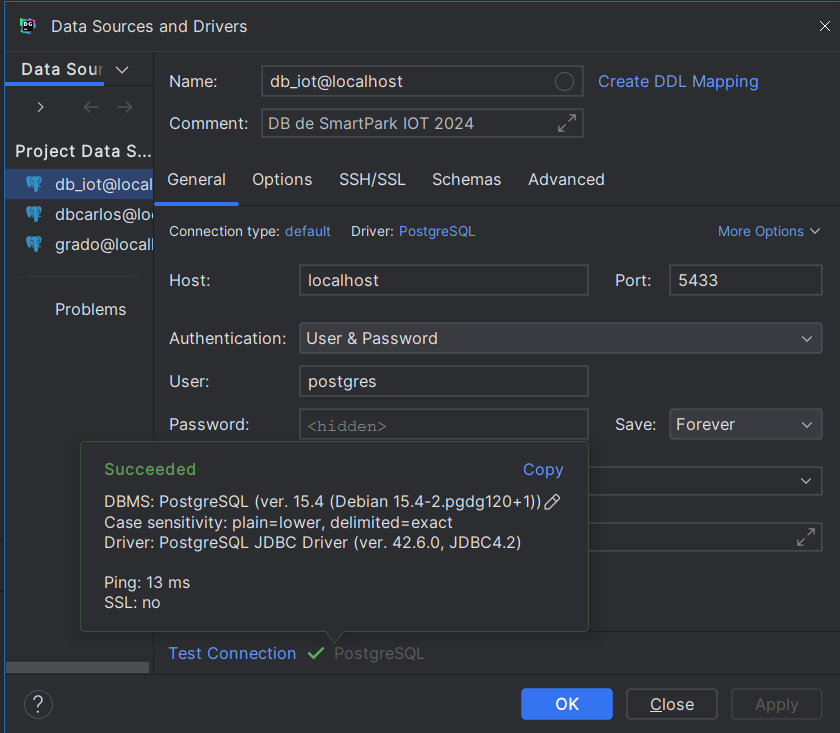 Data Sources and Drivers
Data Sour
Project Data S...
db_iot@local
dbcarlos@lo
grado@locall
Problems
Name: db_iot@localhost Create DDL Mapping
Comment: DB de SmartPark IOT 2024
General Options SSH/SSL Schemas Advanced
Connection type: default Driver: PostgreSQL More Options
Host: localhost Port: 5433
Authentication: User & Password
User: postgres
Password: <hidden> Save: Forever
Succeeded Copy
DBMS: PostgreSQL (ver. 15.4 (Debian 15.4-2.pgdg120+1))
Case sensitivity: plain=lower, delimited=exact
Driver: PostgreSQL JDBC Driver (ver. 42.6.0, JDBC4.2)
Ping: 13 ms
SSL: no
Test Connection PostgreSQL
? OK Close Apply